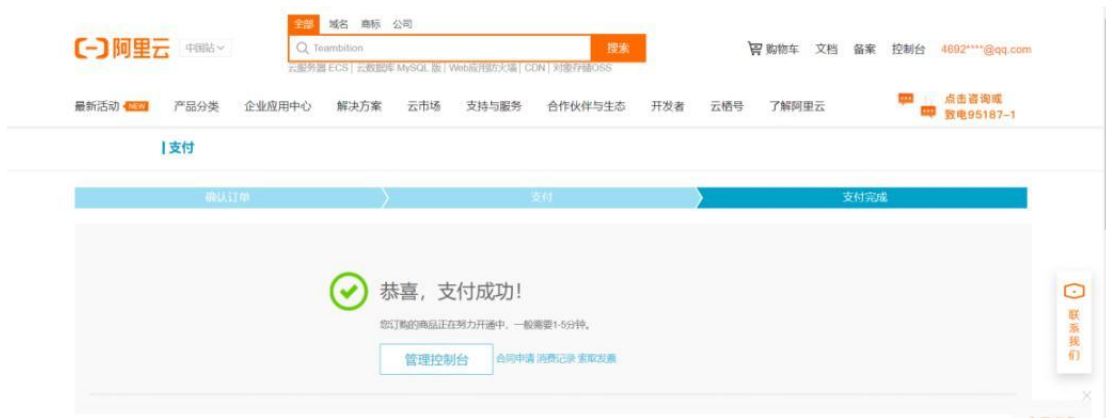 全部 域名 商标 公司
阿里云 中国站
Teambition 搜索
购物车 文档 备案 控制台 4692****@qq.com
云服务器 ECS | 云数据库 MySQL 版 | Web应用防火墙 | CDN | 对象存储OSS
最新活动 NEW 产品分类 企业应用中心 解决方案 云市场 支持与服务 合作伙伴与生态 开发者 云栖号 了解阿里云
点击咨询或
致电95187-1
支付
确认订单 支付 支付完成
恭喜，支付成功！
您订购的商品正在努力开通中，一般需要1-5分钟。
管理控制台 合同申请 消费记录 索取发票
联系我们